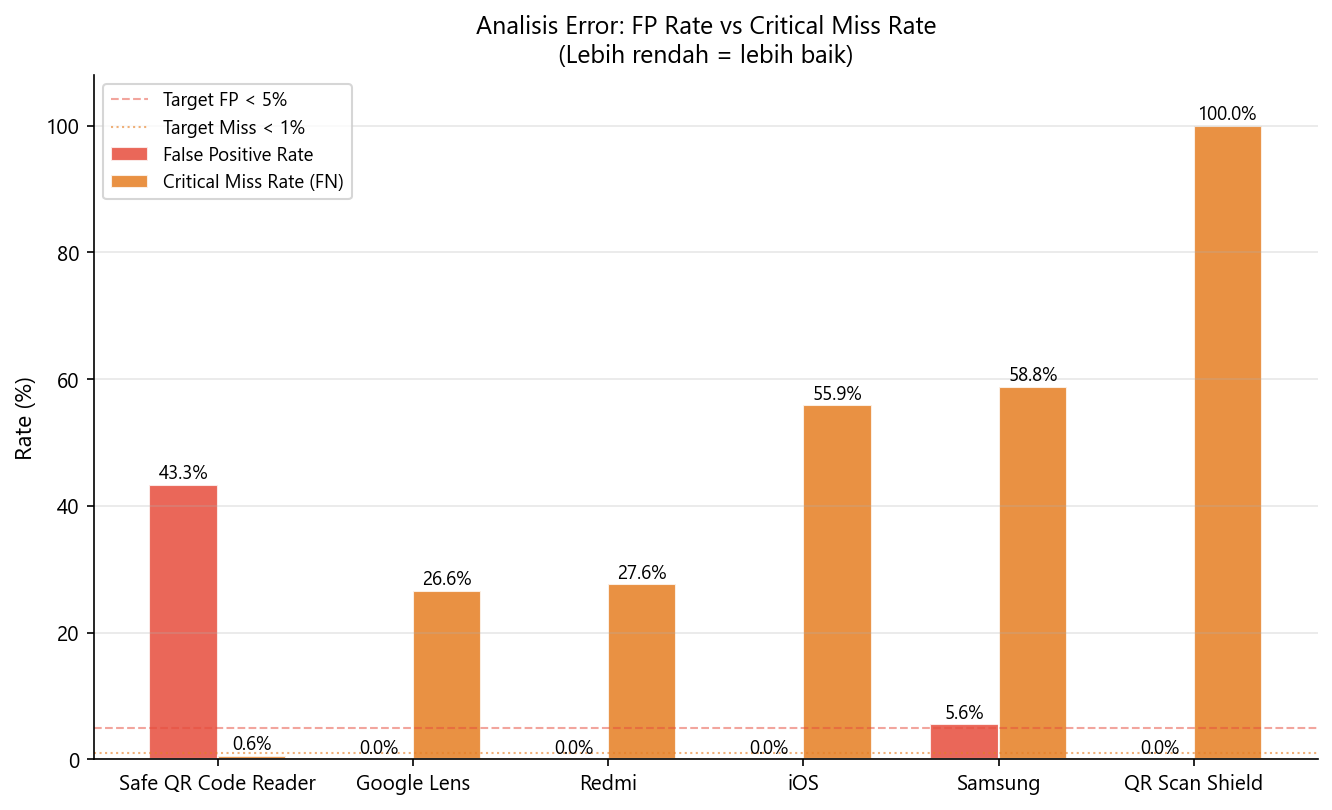 Analisis Error: FP Rate vs Critical Miss Rate
(Lebih rendah = lebih baik)
Target FP < 5%
Target Miss < 1%
False Positive Rate
Critical Miss Rate (FN)
Rate (%)
100
80
60
40
20
0
43.3%
0.6%
0.0%
26.6%
0.0%
27.6%
0.0%
55.9%
5.6%
58.8%
0.0%
100.0%
Safe QR Code Reader
Google Lens
Redmi
iOS
Samsung
QR Scan Shield